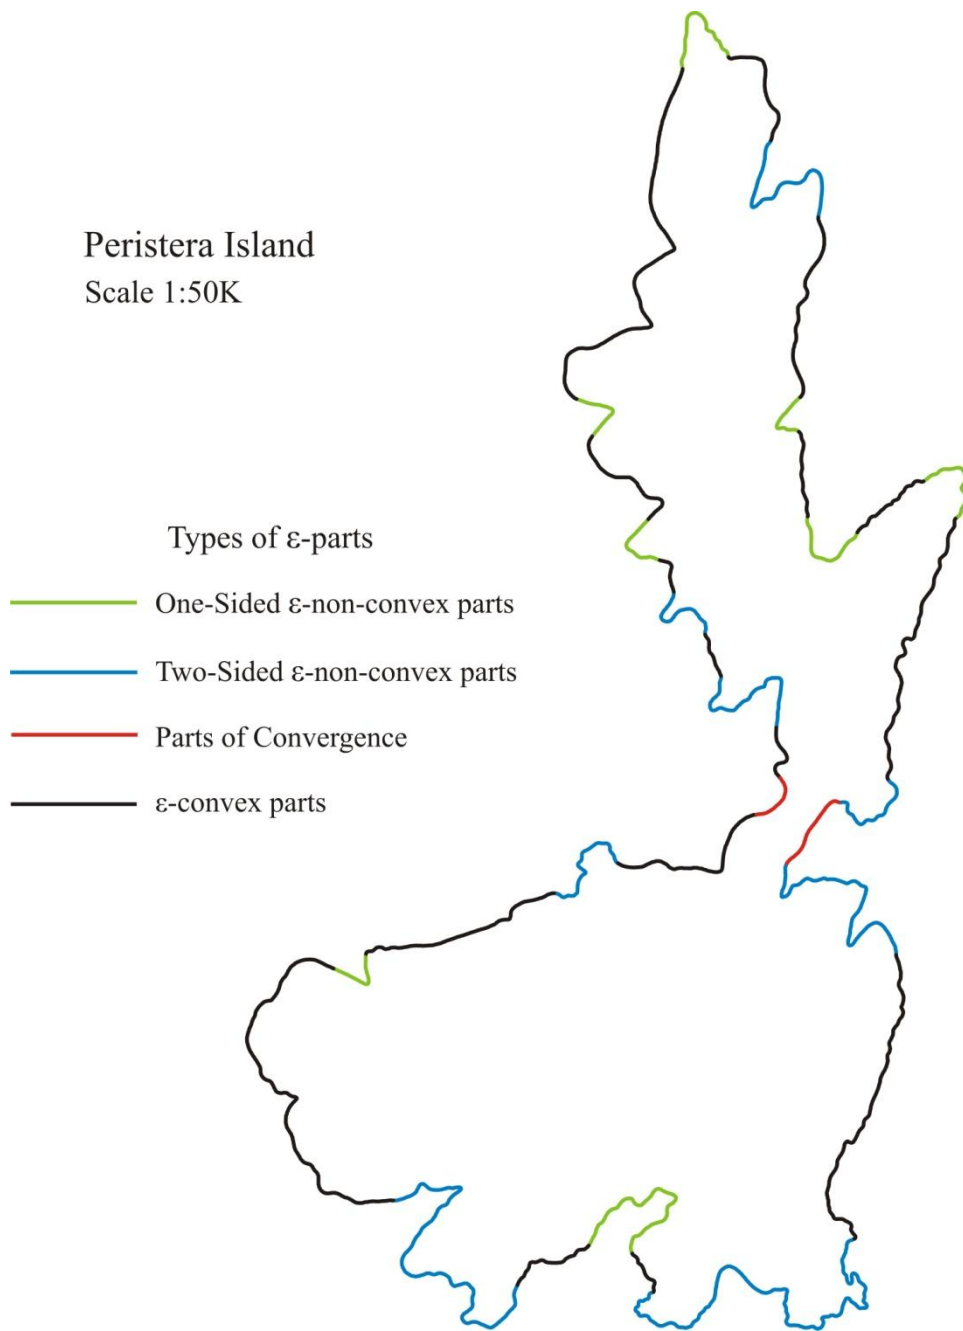 Peristera Island
Scale 1:50K
Types of ε-parts
One-Sided ε-non-convex parts
Two-Sided ε-non-convex parts
Parts of Convergence
ε-convex parts